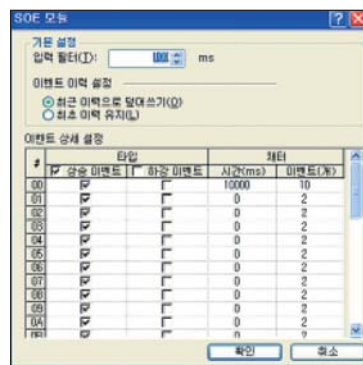 SOE 모듈
기본 설정
입력 필터(T): ms
이벤트 이력 설정
최근 이력으로 덮어쓰기(O)
최초 이력 유지(L)
이벤트 상세 설정
# 타입 채터
상승 이벤트 하강 이벤트 시간(ms) 이벤트(개)
00 10000 10
01 0 2
02 0 2
03 0 2
04 0 2
05 0 2
06 0 2
07 0 2
08 0 2
09 0 2
0A 0 2
0B 0 2
확인 취소